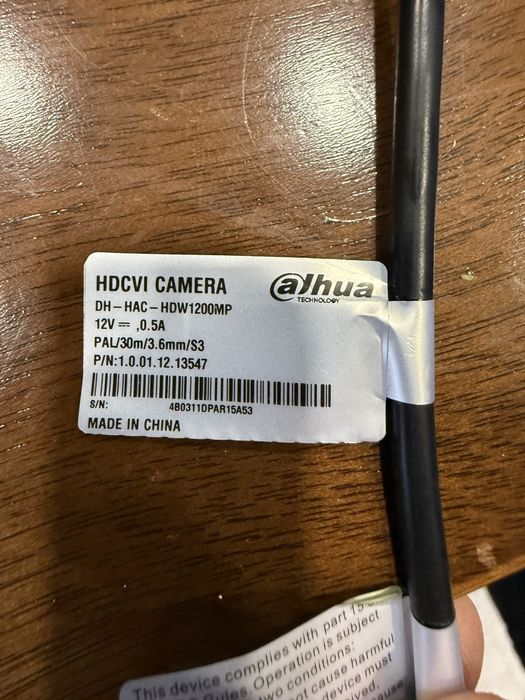 HDCVI CAMERA
alhua
TECHNOLOGY
DH-HAC-HDW1200MP
12V⎓,0.5A
PAL/30m/3.6mm/S3
P/N:1.0.01.12.13547
S/N: 4B0311DPAR15A53
MADE IN CHINA
This device complies with part 15
Rules. Operation is subject
two conditions:
not cause harmful
device must